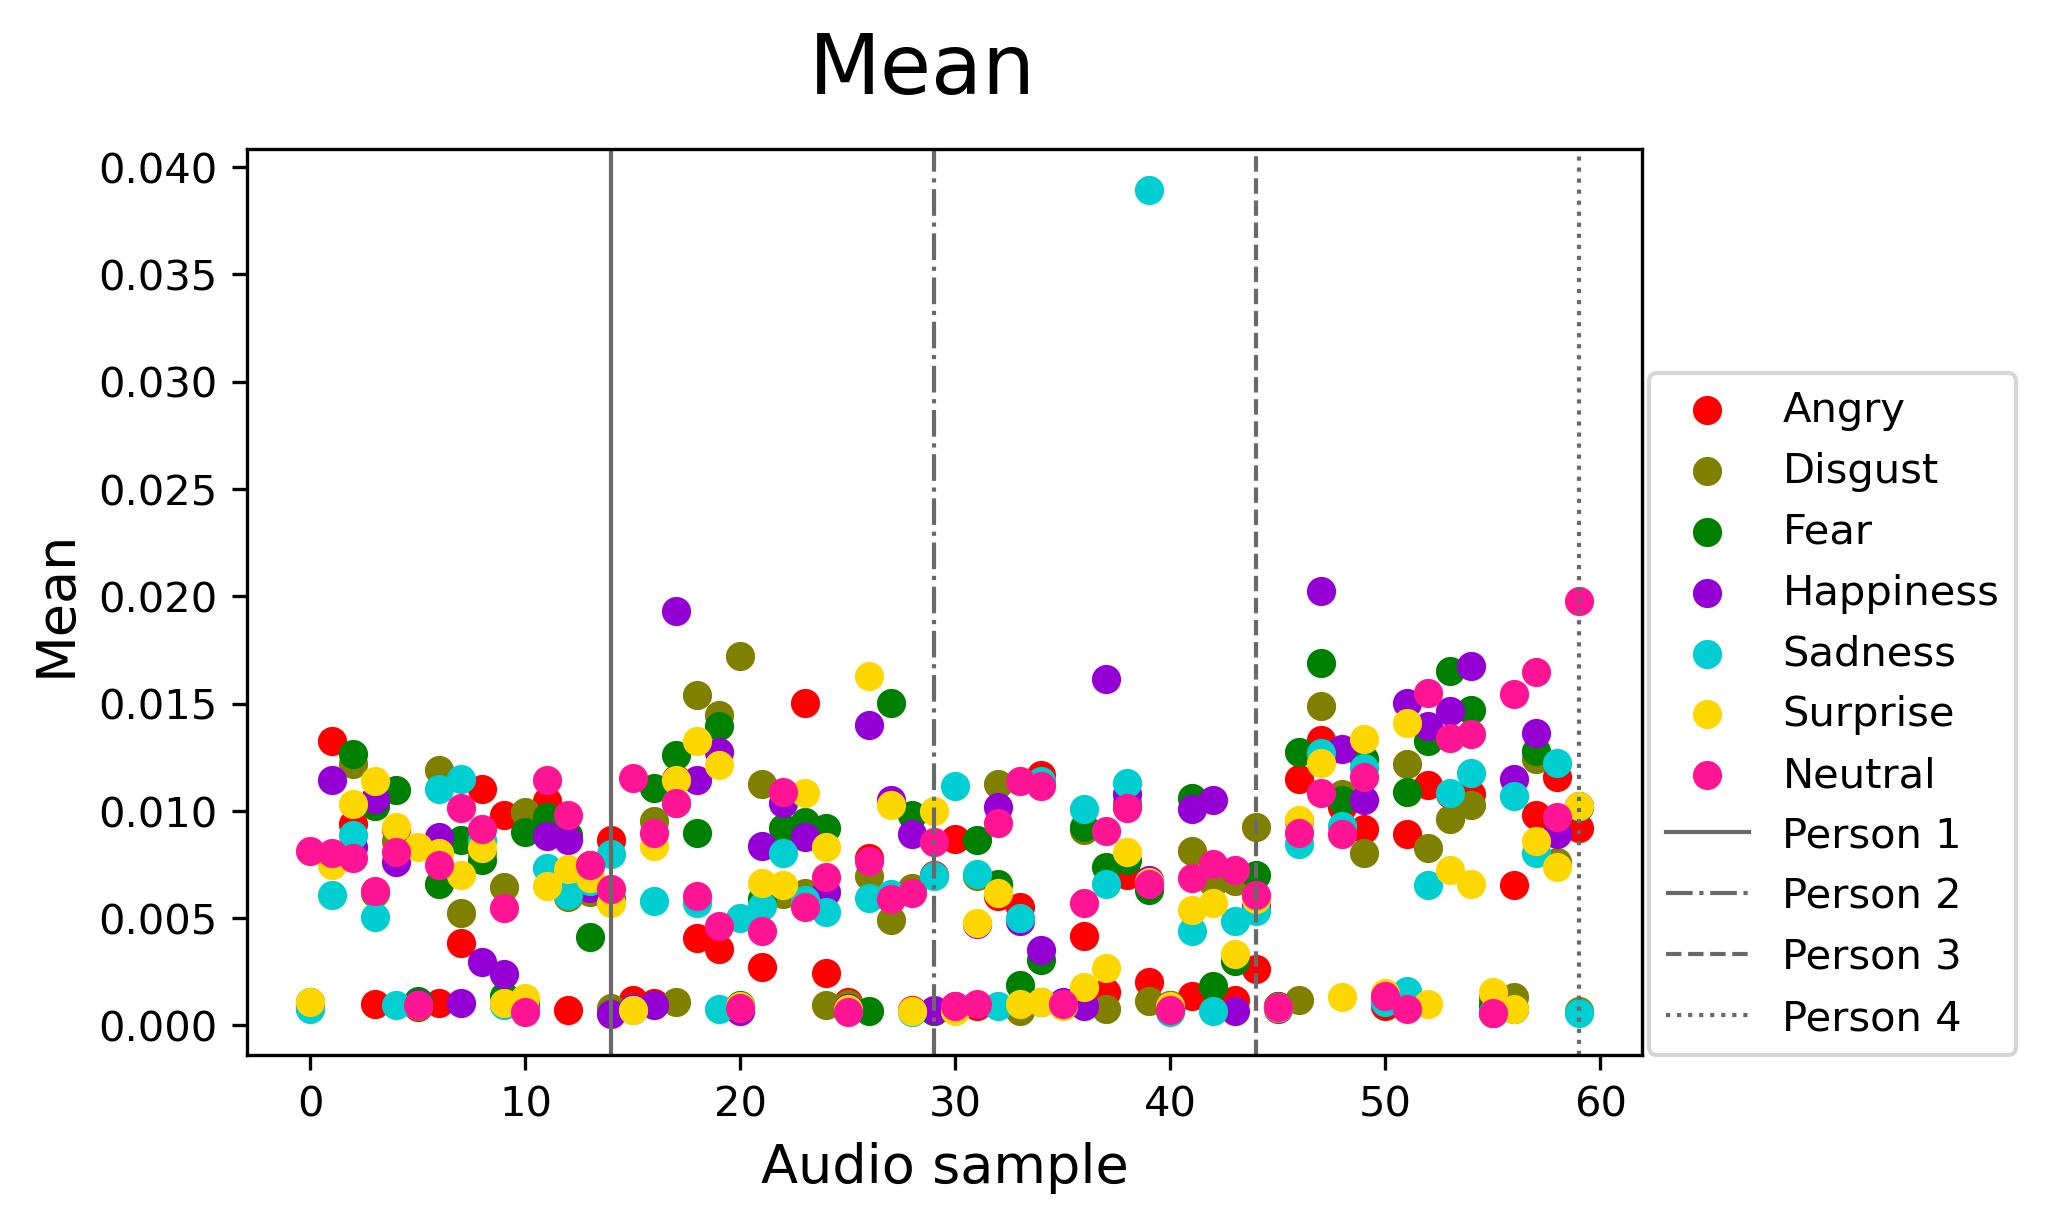 Mean
0.040
0.035
0.030
0.025
0.020
0.015
0.010
0.005
0.000
Mean
0 10 20 30 40 50 60
Audio sample
Angry
Disgust
Fear
Happiness
Sadness
Surprise
Neutral
Person 1
Person 2
Person 3
Person 4